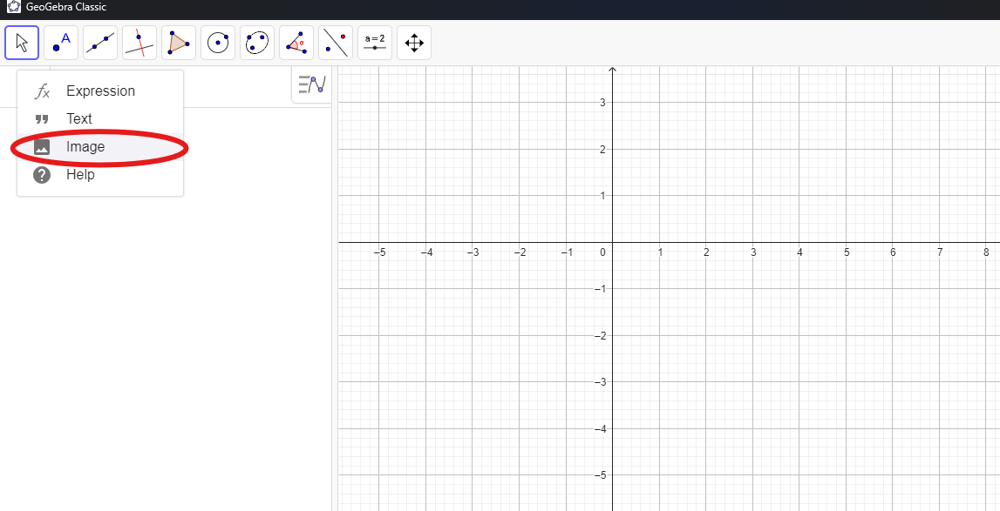 GeoGebra Classic
A
α
a=2
fx Expression
Text
Image
? Help
3
2
1
–5 –4 –3 –2 –1 0 1 2 3 4 5 6 7 8
–1
–2
–3
–4
–5